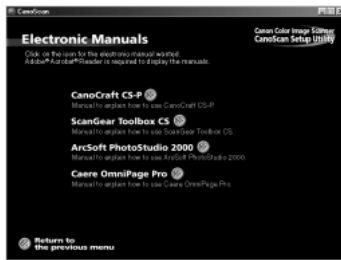 CanoScan
Electronic Manuals
Canon Color Image Scanner
CanoScan Setup Utility
Click on the icon for the electronic manual wanted.
Adobe® Acrobat® Reader is required to display the manuals.
CanoCraft CS-P
Manual to explain how to use CanoCraft CS-P.
ScanGear Toolbox CS
Manual to explain how to use ScanGear Toolbox CS.
ArcSoft PhotoStudio 2000
Manual to explain how to use ArcSoft PhotoStudio 2000.
Caere OmniPage Pro
Manual to explain how to use Caere OmniPage Pro.
Return to
the previous menu